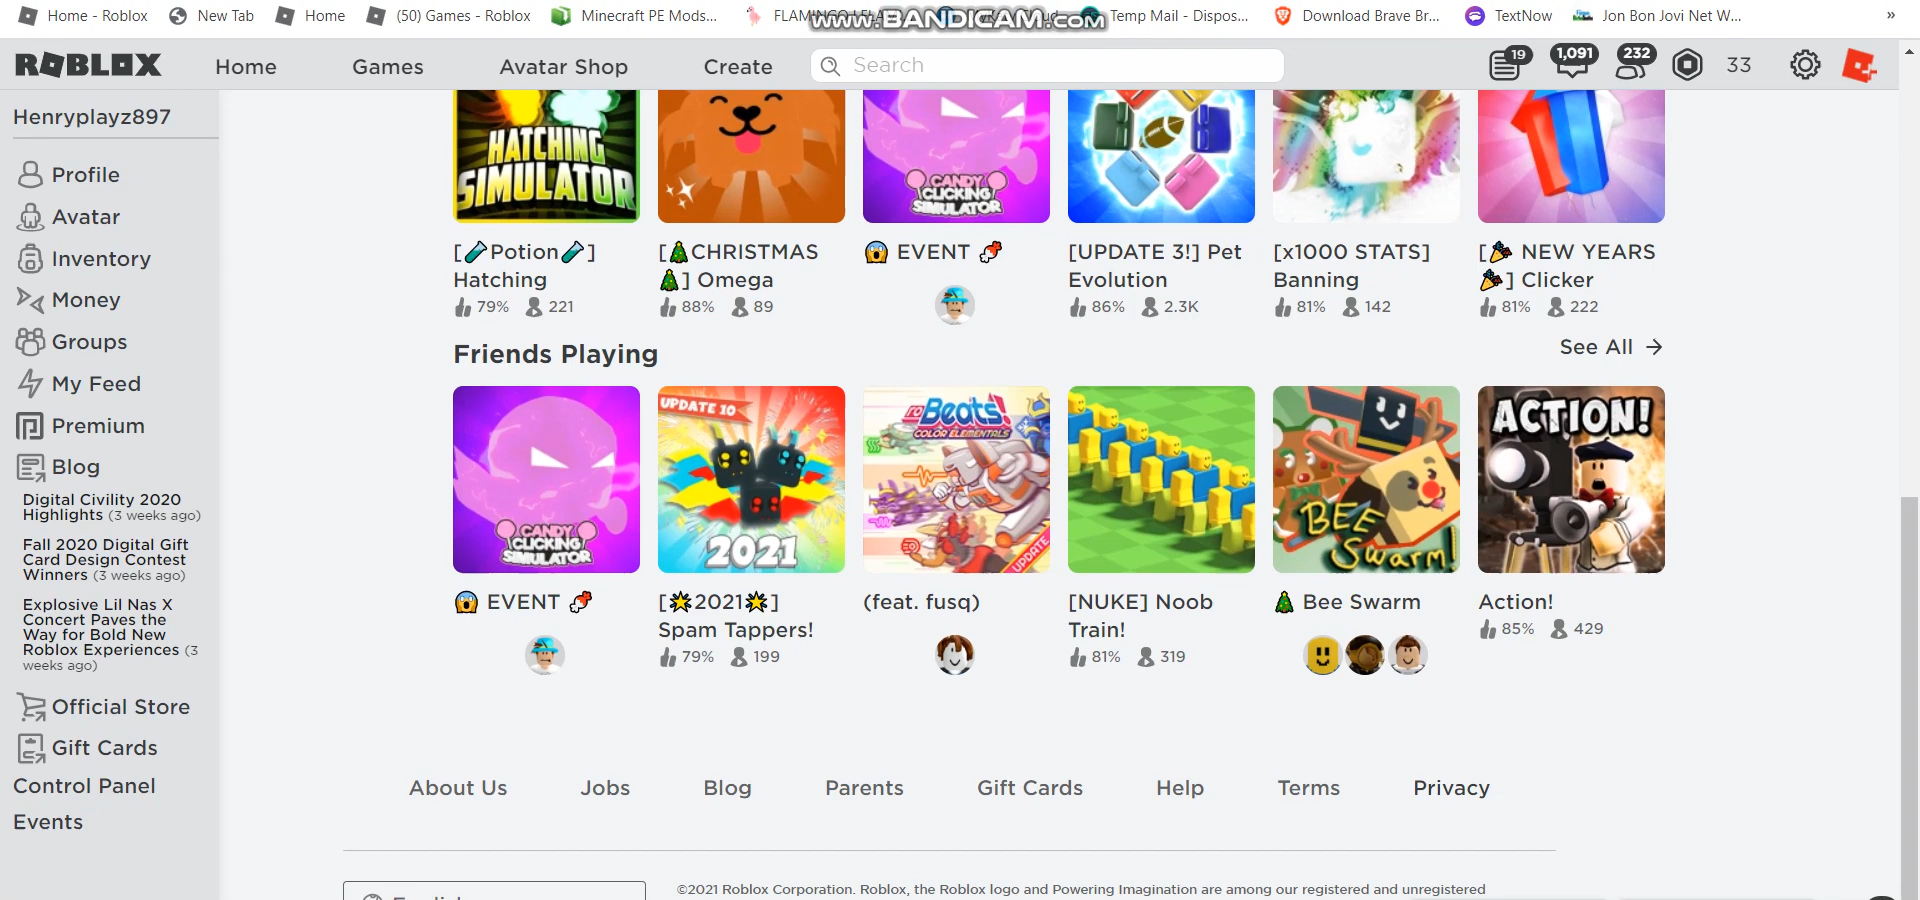 Home - Roblox New Tab Home (50) Games - Roblox Minecraft PE Mods... Temp Mail - Dispos... Download Brave Br... TextNow Jon Bon Jovi Net W... »
www.BANDICAM.com
ROBLOX Home Games Avatar Shop Create Search 19 1,091 232 33
Henryplayz897
Profile
Avatar
Inventory
Money
Groups
My Feed
Premium
Blog
Digital Civility 2020
Highlights (3 weeks ago)
Fall 2020 Digital Gift
Card Design Contest
Winners (3 weeks ago)
Explosive Lil Nas X
Concert Paves the
Way for Bold New
Roblox Experiences (3
weeks ago)
Official Store
Gift Cards
Control Panel
Events
HATCHING
SIMULATOR
CANDY
CLICKING
SIMULATOR
[🧪Potion🧪]
Hatching
79% 221
[🎄CHRISTMAS
🎄] Omega
88% 89
😱 EVENT 🍖
[UPDATE 3!] Pet
Evolution
86% 2.3K
[x1000 STATS]
Banning
81% 142
[🎉 NEW YEARS
🎉] Clicker
81% 222
Friends Playing
See All →
CANDY
CLICKING
SIMULATOR
UPDATE 10
2021
roBeats!
COLOR ELEMENTALS
UPDATE
BEE
Swarm!
ACTION!
😱 EVENT 🍖
[🌟2021🌟]
Spam Tappers!
79% 199
(feat. fusq)
[NUKE] Noob
Train!
81% 319
🎄 Bee Swarm
Action!
85% 429
About Us Jobs Blog Parents Gift Cards Help Terms Privacy
©2021 Roblox Corporation. Roblox, the Roblox logo and Powering Imagination are among our registered and unregistered